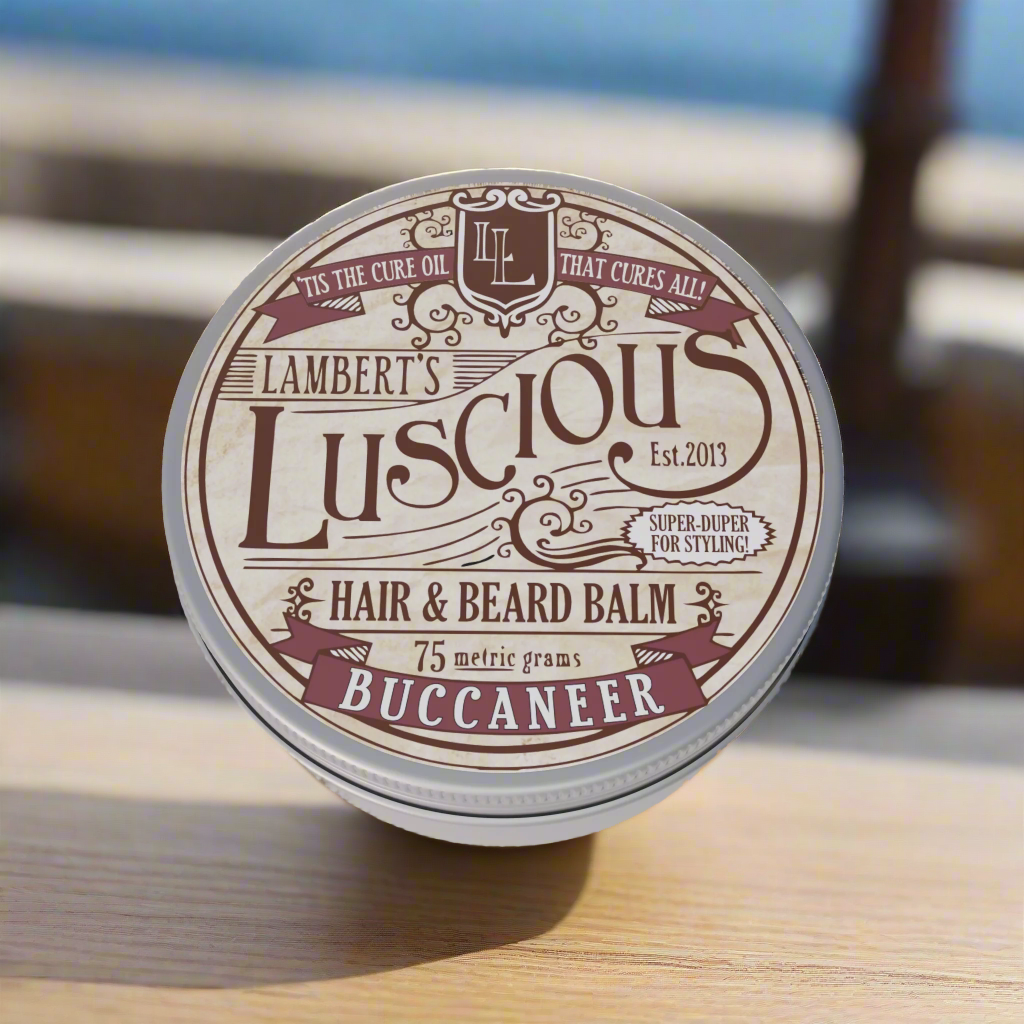 LL
'TIS THE CURE OIL THAT CURES ALL!
LAMBERT'S
LUSCIOUS
Est.2013
SUPER-DUPER
FOR STYLING!
HAIR & BEARD BALM
75 metric grams
BUCCANEER